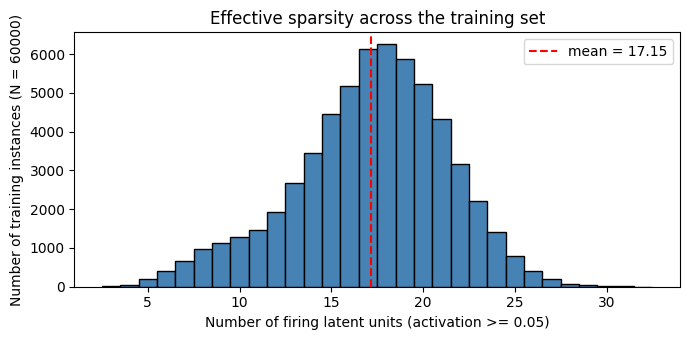 Effective sparsity across the training set
Number of training instances (N = 60000)
6000
5000
4000
3000
2000
1000
0
mean = 17.15
5 10 15 20 25 30
Number of firing latent units (activation >= 0.05)